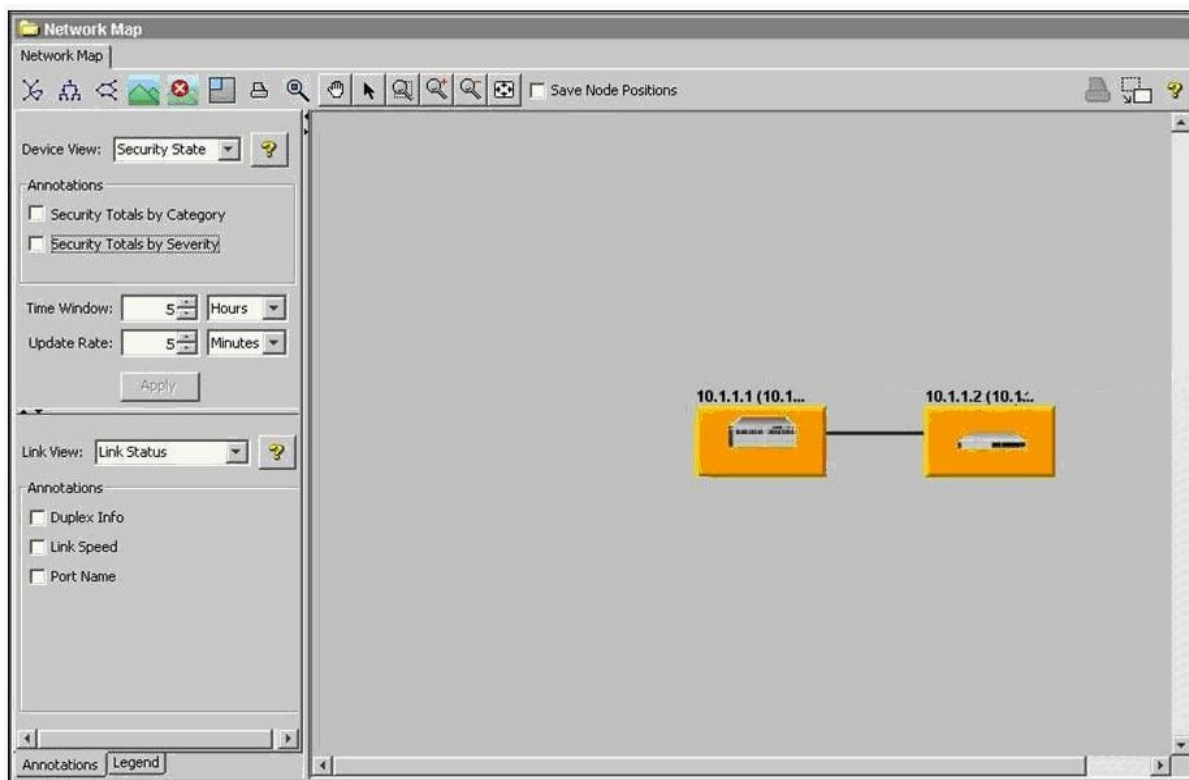 Network Map
Network Map
Save Node Positions
Device View: Security State
Annotations
Security Totals by Category
Security Totals by Severity
Time Window: 5 Hours
Update Rate: 5 Minutes
Apply
10.1.1.1 (10.1...
10.1.1.2 (10.1...
Link View: Link Status
Annotations
Duplex Info
Link Speed
Port Name
Annotations Legend